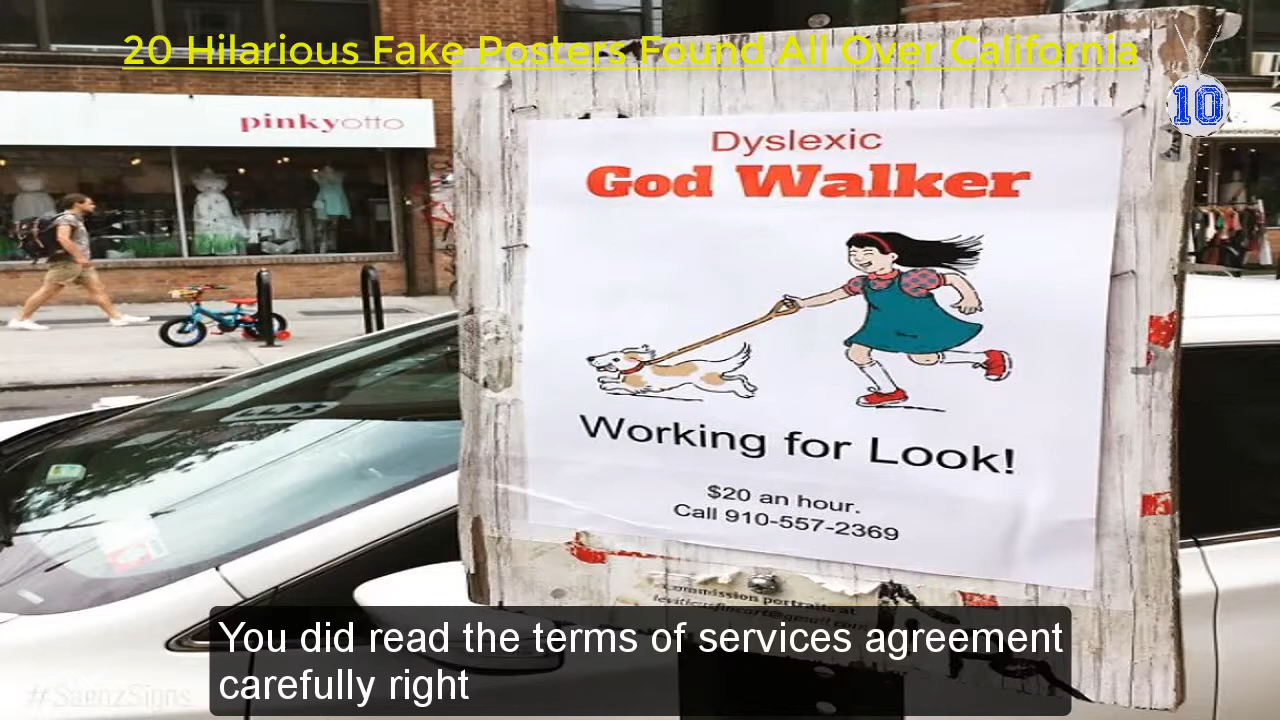 20 Hilarious Fake Posters Found All Over California
10
pinkyotto
Dyslexic
God Walker
Working for Look!
$20 an hour.
Call 910-557-2369
commission portraits at
You did read the terms of services agreement
carefully right
#SaenzSigns